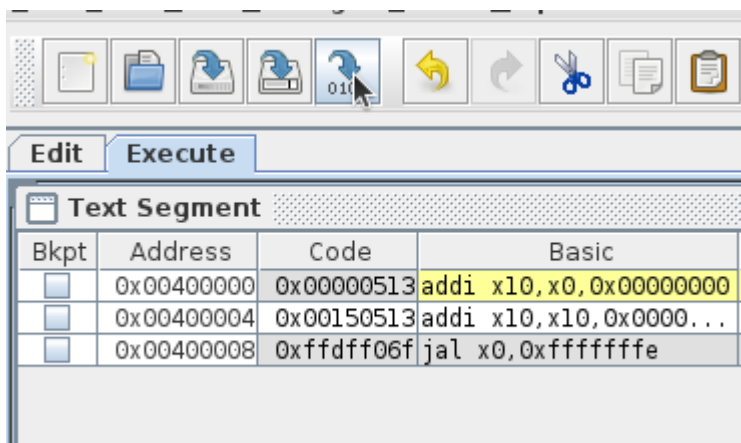 010
Edit Execute
Text Segment
Bkpt Address Code Basic
0x00400000 0x00000513 addi x10,x0,0x00000000
0x00400004 0x00150513 addi x10,x10,0x0000...
0x00400008 0xffdff06f jal x0,0xfffffffe